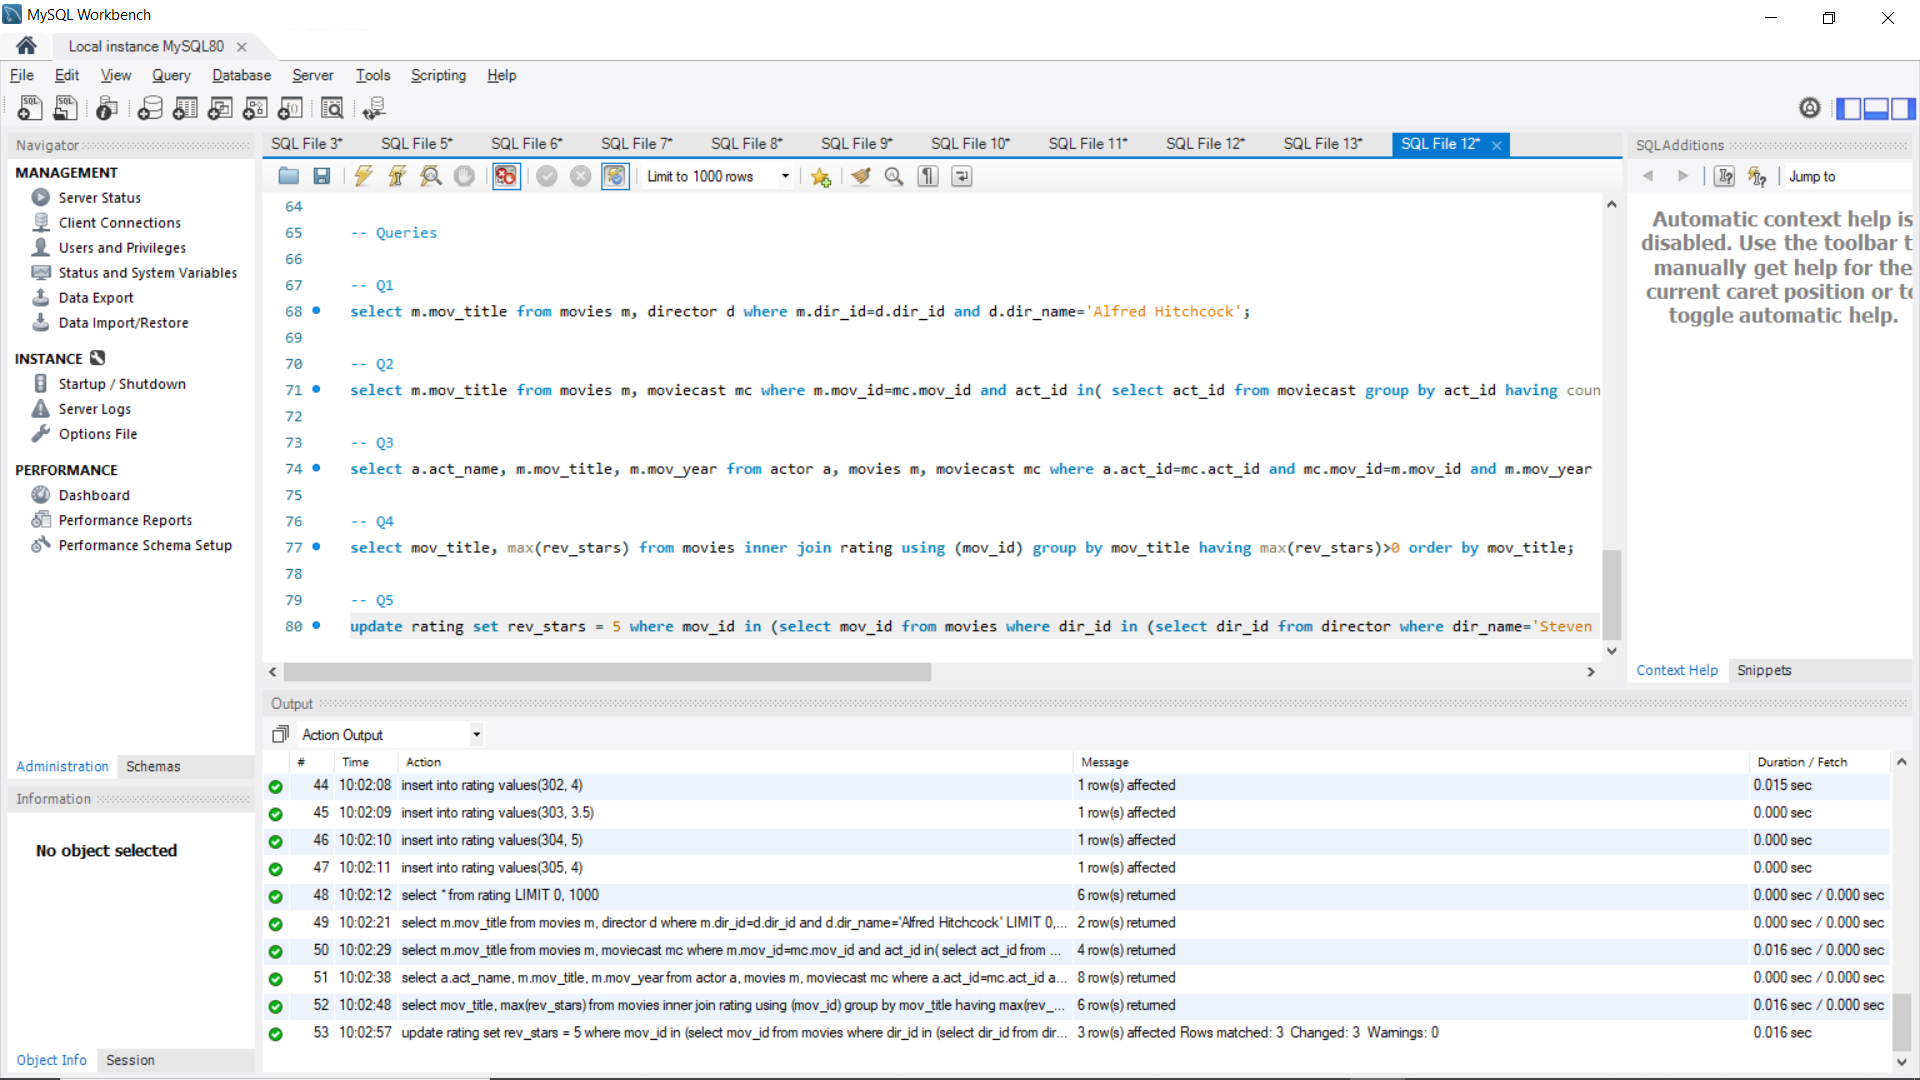 MySQL Workbench
Local instance MySQL80
File Edit View Query Database Server Tools Scripting Help
Navigator
MANAGEMENT
Server Status
Client Connections
Users and Privileges
Status and System Variables
Data Export
Data Import/Restore
INSTANCE
Startup / Shutdown
Server Logs
Options File
PERFORMANCE
Dashboard
Performance Reports
Performance Schema Setup
Administration Schemas
Information
No object selected
Object Info Session
SQL File 3* SQL File 5* SQL File 6* SQL File 7* SQL File 8* SQL File 9* SQL File 10* SQL File 11* SQL File 12* SQL File 13* SQL File 12*
Limit to 1000 rows
64
65 -- Queries
66
67 -- Q1
68 select m.mov_title from movies m, director d where m.dir_id=d.dir_id and d.dir_name='Alfred Hitchcock';
69
70 -- Q2
71 select m.mov_title from movies m, moviecast mc where m.mov_id=mc.mov_id and act_id in( select act_id from moviecast group by act_id having coun
72
73 -- Q3
74 select a.act_name, m.mov_title, m.mov_year from actor a, movies m, moviecast mc where a.act_id=mc.act_id and mc.mov_id=m.mov_id and m.mov_year
75
76 -- Q4
77 select mov_title, max(rev_stars) from movies inner join rating using (mov_id) group by mov_title having max(rev_stars)>0 order by mov_title;
78
79 -- Q5
80 update rating set rev_stars = 5 where mov_id in (select mov_id from movies where dir_id in (select dir_id from director where dir_name='Steven
SQLAdditions
Jump to
Automatic context help is
disabled. Use the toolbar t
manually get help for the
current caret position or to
toggle automatic help.
Context Help Snippets
Output
Action Output
# Time Action Message Duration / Fetch
44 10:02:08 insert into rating values(302, 4) 1 row(s) affected 0.015 sec
45 10:02:09 insert into rating values(303, 3.5) 1 row(s) affected 0.000 sec
46 10:02:10 insert into rating values(304, 5) 1 row(s) affected 0.000 sec
47 10:02:11 insert into rating values(305, 4) 1 row(s) affected 0.000 sec
48 10:02:12 select * from rating LIMIT 0, 1000 6 row(s) returned 0.000 sec / 0.000 sec
49 10:02:21 select m.mov_title from movies m, director d where m.dir_id=d.dir_id and d.dir_name='Alfred Hitchcock' LIMIT 0,... 2 row(s) returned 0.000 sec / 0.000 sec
50 10:02:29 select m.mov_title from movies m, moviecast mc where m.mov_id=mc.mov_id and act_id in( select act_id from ... 4 row(s) returned 0.016 sec / 0.000 sec
51 10:02:38 select a.act_name, m.mov_title, m.mov_year from actor a, movies m, moviecast mc where a.act_id=mc.act_id a... 8 row(s) returned 0.000 sec / 0.000 sec
52 10:02:48 select mov_title, max(rev_stars) from movies inner join rating using (mov_id) group by mov_title having max(rev_... 6 row(s) returned 0.016 sec / 0.000 sec
53 10:02:57 update rating set rev_stars = 5 where mov_id in (select mov_id from movies where dir_id in (select dir_id from dir... 3 row(s) affected Rows matched: 3 Changed: 3 Warnings: 0 0.016 sec